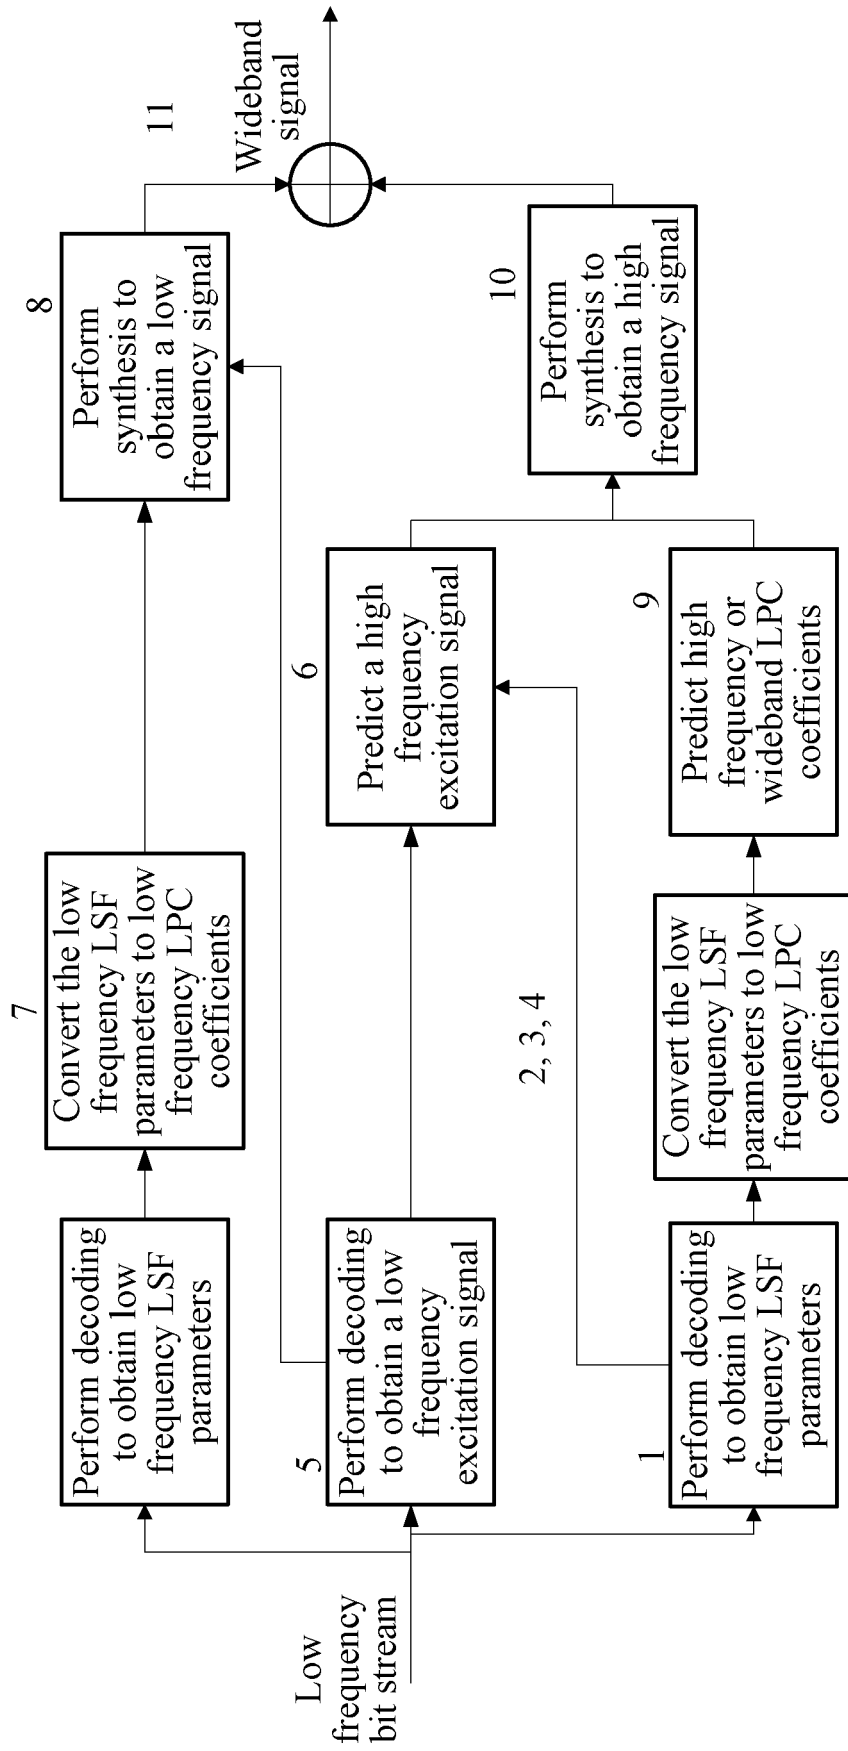 Low
frequency
bit stream
Perform decoding
to obtain low
frequency LSF
parameters
7
Convert the low
frequency LSF
parameters to low
frequency LPC
coefficients
8
Perform
synthesis to
obtain a low
frequency signal
11
Wideband
signal
5
Perform decoding
to obtain a low
frequency
excitation signal
6
Predict a high
frequency
excitation signal
10
Perform
synthesis to
obtain a high
frequency signal
2, 3, 4
1
Perform decoding
to obtain low
frequency LSF
parameters
Convert the low
frequency LSF
parameters to low
frequency LPC
coefficients
9
Predict high
frequency or
wideband LPC
coefficients